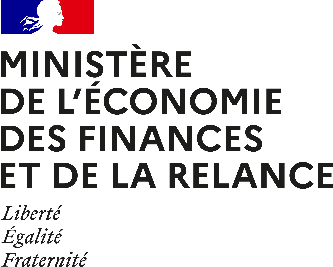 MINISTÈRE
DE L'ÉCONOMIE
DES FINANCES
ET DE LA RELANCE
Liberté
Égalité
Fraternité